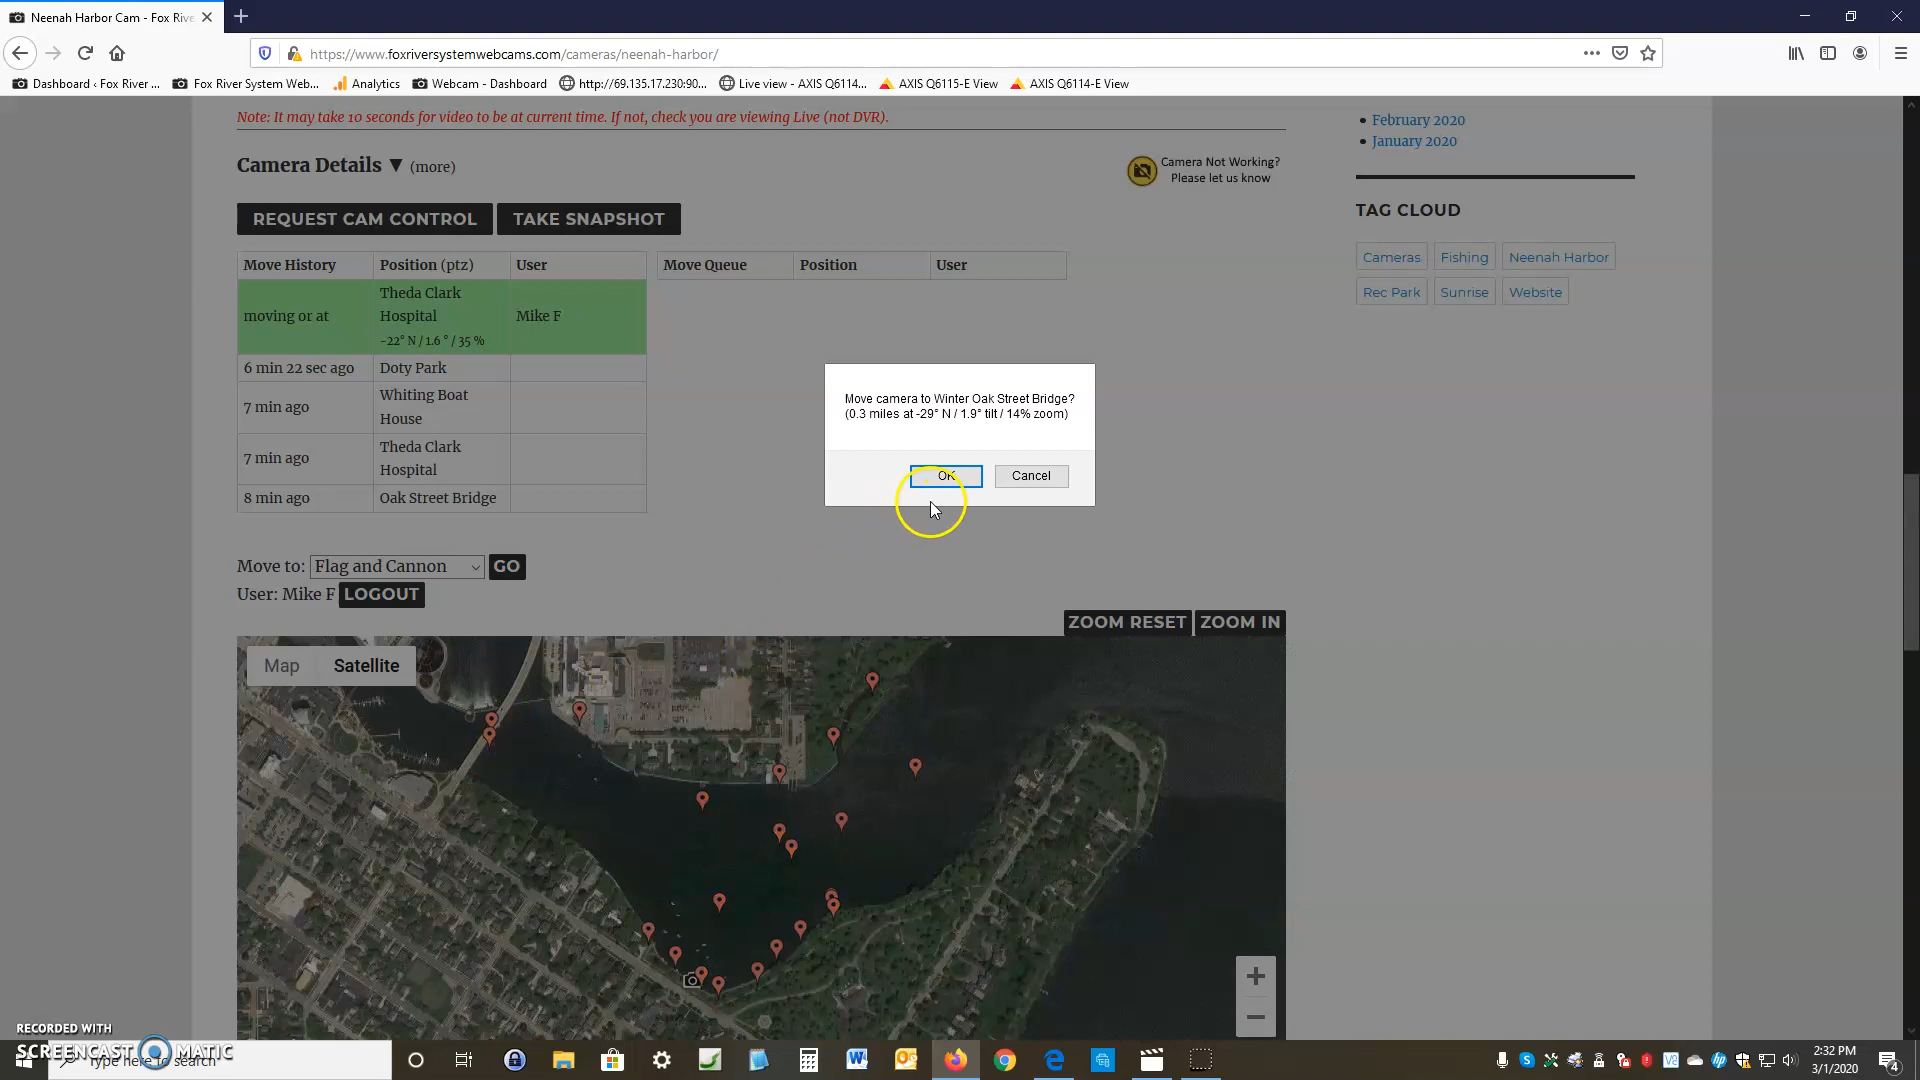 Neenah Harbor Cam - Fox Rive
https://www.foxriversystemwebcams.com/cameras/neenah-harbor/
Dashboard ‹ Fox River ...
Fox River System Web...
Analytics
Webcam - Dashboard
http://69.135.17.230:90...
Live view - AXIS Q6114...
AXIS Q6115-E View
AXIS Q6114-E View
Note: It may take 10 seconds for video to be at current time. If not, check you are viewing Live (not DVR).
Camera Details ▼ (more)
Camera Not Working?
Please let us know
REQUEST CAM CONTROL
TAKE SNAPSHOT
Move History Position (ptz) User
moving or at Theda Clark Hospital -22° N / 1.6 ° / 35 % Mike F
6 min 22 sec ago Doty Park
7 min ago Whiting Boat House
7 min ago Theda Clark Hospital
8 min ago Oak Street Bridge
Move Queue Position User
Move camera to Winter Oak Street Bridge?
(0.3 miles at -29° N / 1.9° tilt / 14% zoom)
OK Cancel
Move to: Flag and Cannon GO
User: Mike F LOGOUT
ZOOM RESET ZOOM IN
Map Satellite
February 2020
January 2020
TAG CLOUD
Cameras Fishing Neenah Harbor
Rec Park Sunrise Website
RECORDED WITH
SCREENCAST MATIC
Type here to search
2:32 PM
3/1/2020
4